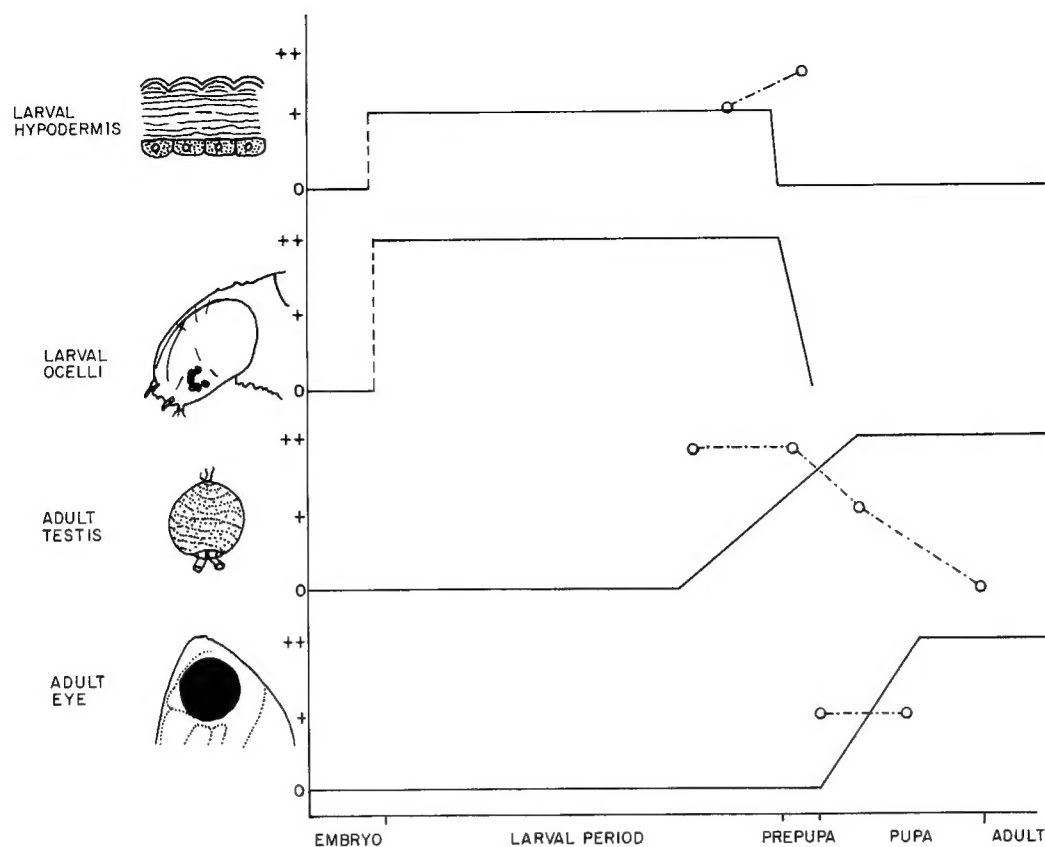 ++
+
0
LARVAL
HYPODERMIS
++
+
0
LARVAL
OCELLI
++
+
0
ADULT
TESTIS
++
+
0
ADULT
EYE
EMBRYO LARVAL PERIOD PREPUPA PUPA ADULT